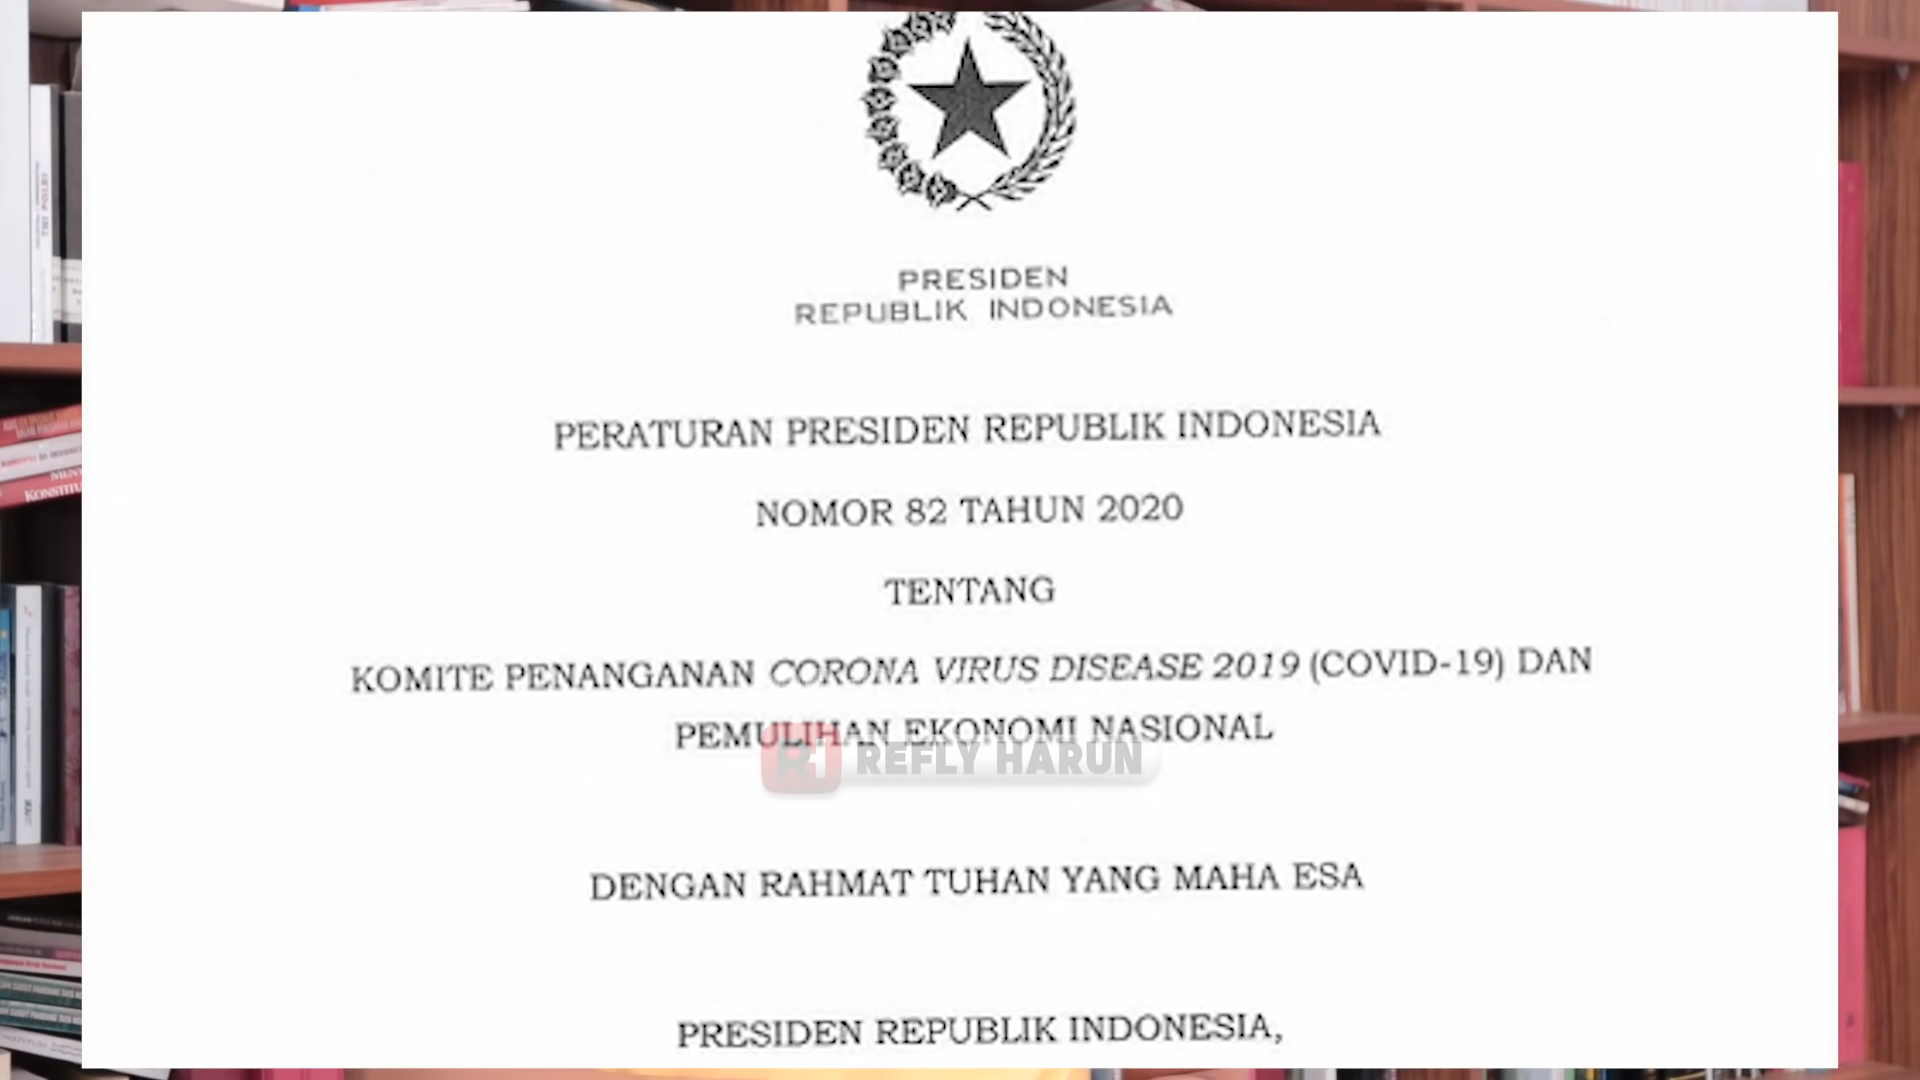 PRESIDEN
REPUBLIK INDONESIA
PERATURAN PRESIDEN REPUBLIK INDONESIA
NOMOR 82 TAHUN 2020
TENTANG
KOMITE PENANGANAN CORONA VIRUS DISEASE 2019 (COVID-19) DAN
PEMULIHAN EKONOMI NASIONAL
R1 REFLY HARUN
DENGAN RAHMAT TUHAN YANG MAHA ESA
PRESIDEN REPUBLIK INDONESIA,